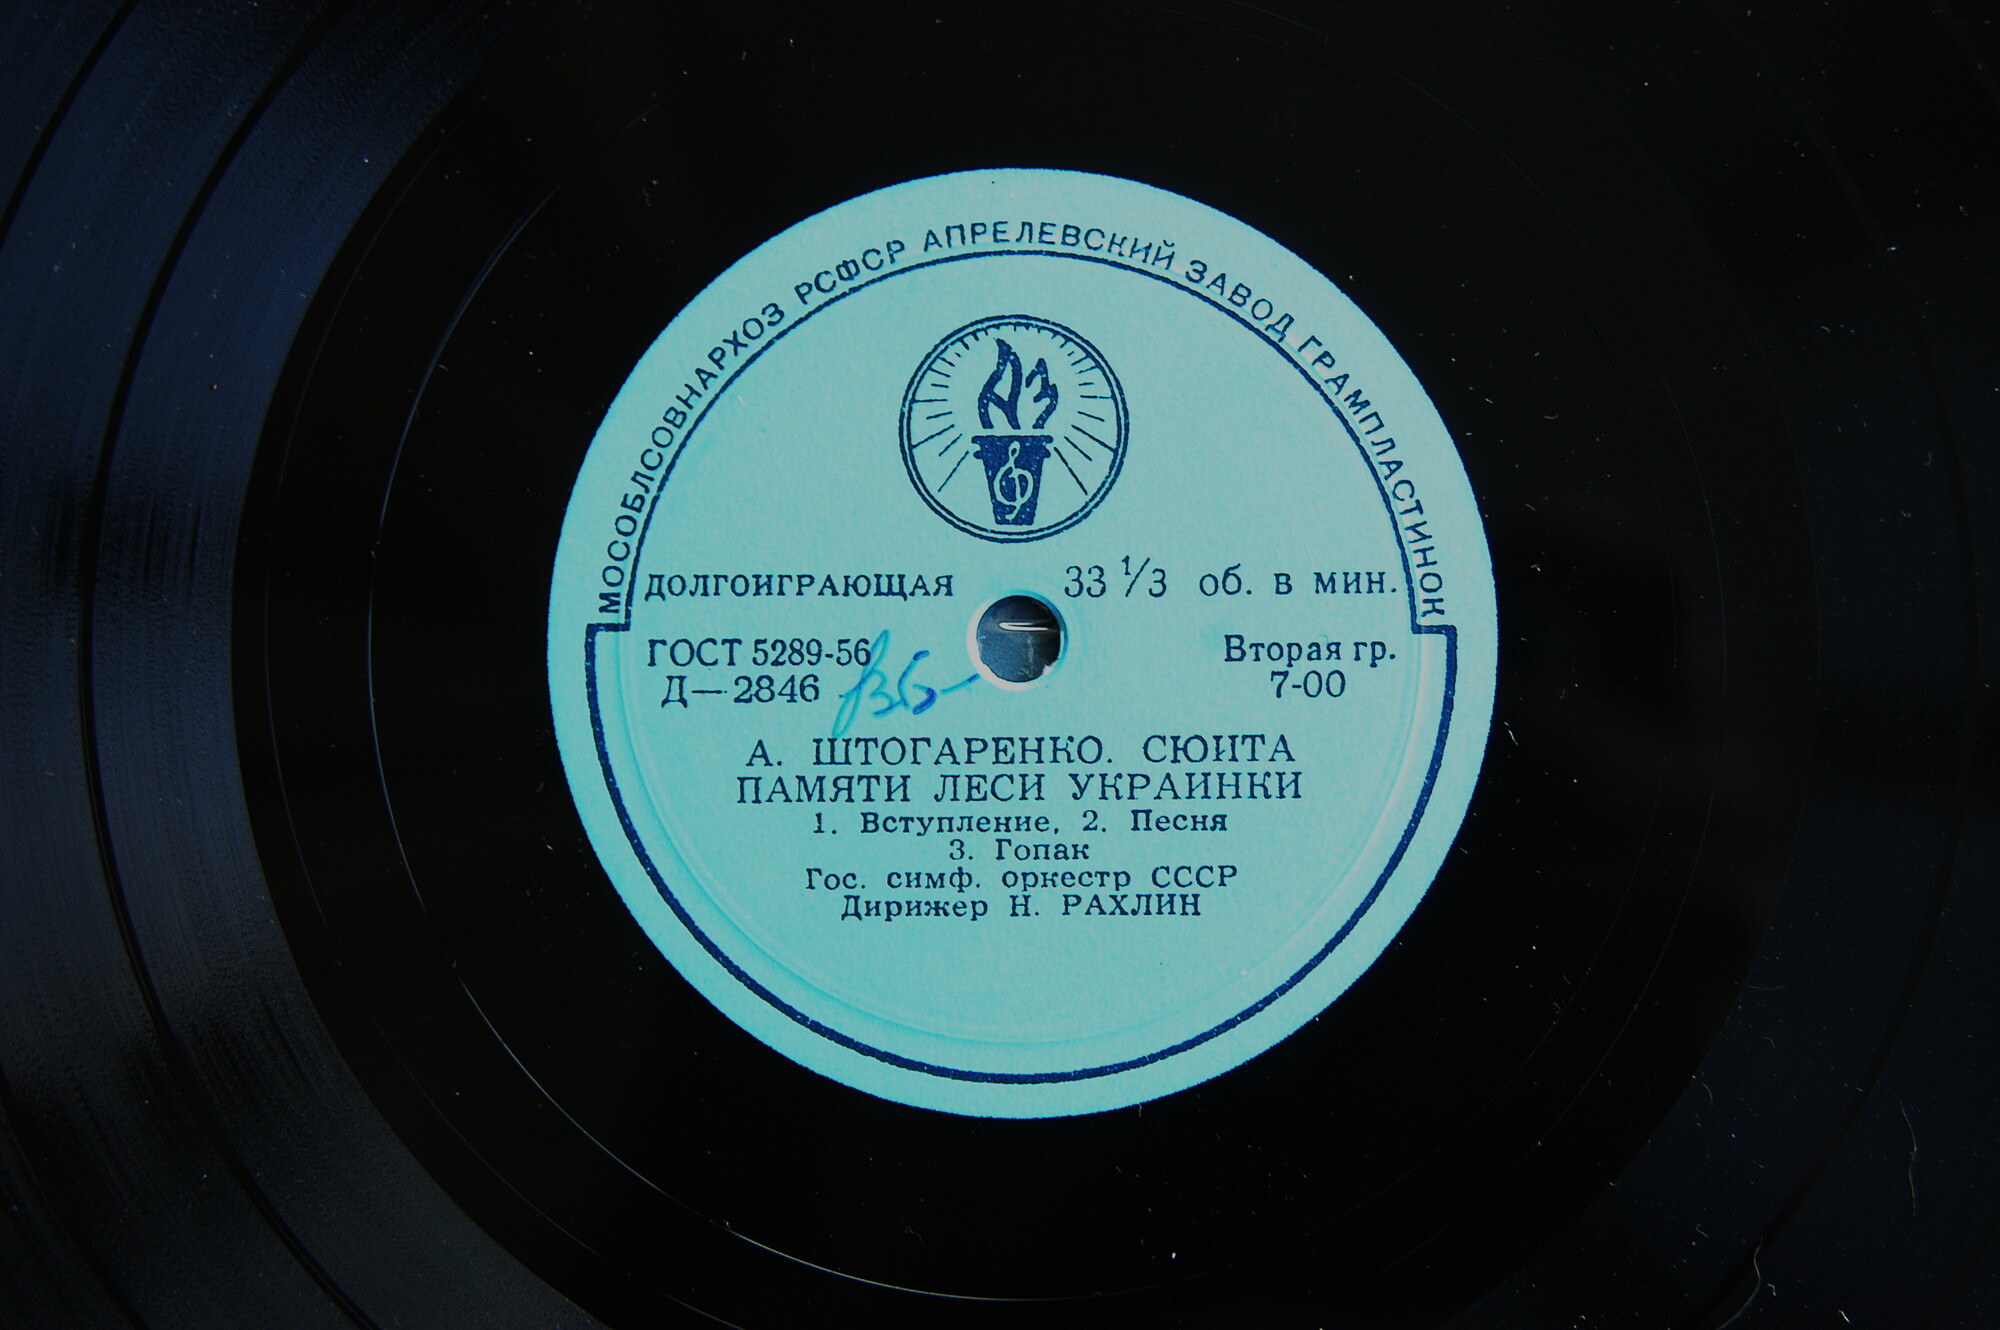 МОСОБЛСОВНАРХОЗ РСФСР АПРЕЛЕВСКИЙ ЗАВОД ГРАМПЛАСТИНОК
АЗ
ДОЛГОИГРАЮЩАЯ 33 1/3 об. в мин.
ГОСТ 5289-56 Вторая гр.
Д—2846 7-00
А. ШТОГАРЕНКО. СЮИТА
ПАМЯТИ ЛЕСИ УКРАИНКИ
1. Вступление, 2. Песня
3. Гопак
Гос. симф. оркестр СССР
Дирижер Н. РАХЛИН